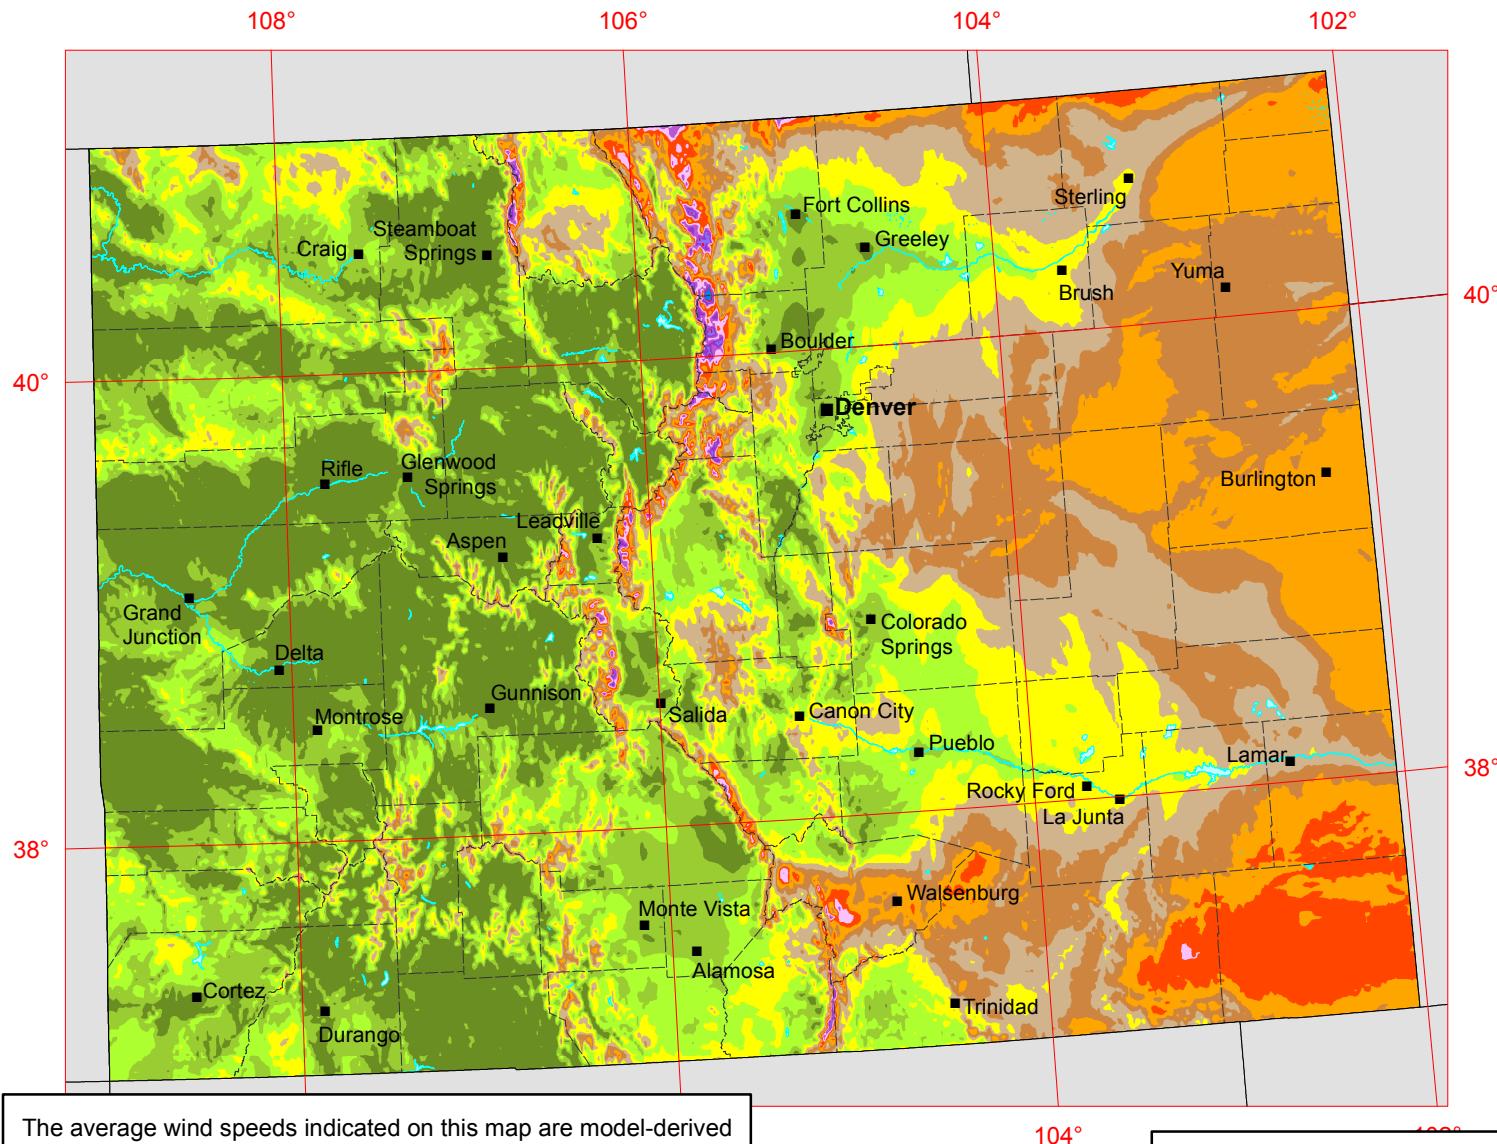 108°
106°
104°
102°
Fort Collins
Sterling
Steamboat
Springs
Craig
Greeley
Yuma
Brush
40°
Boulder
40°
Denver
Rifle
Glenwood
Springs
Burlington
Leadville
Aspen
Grand
Junction
Colorado
Springs
Delta
Gunnison
Montrose
Salida
Canon City
Pueblo
Lamar
38°
Rocky Ford
La Junta
38°
Walsenburg
Monte Vista
Alamosa
Cortez
Trinidad
Durango
The average wind speeds indicated on this map are model-derived
104°